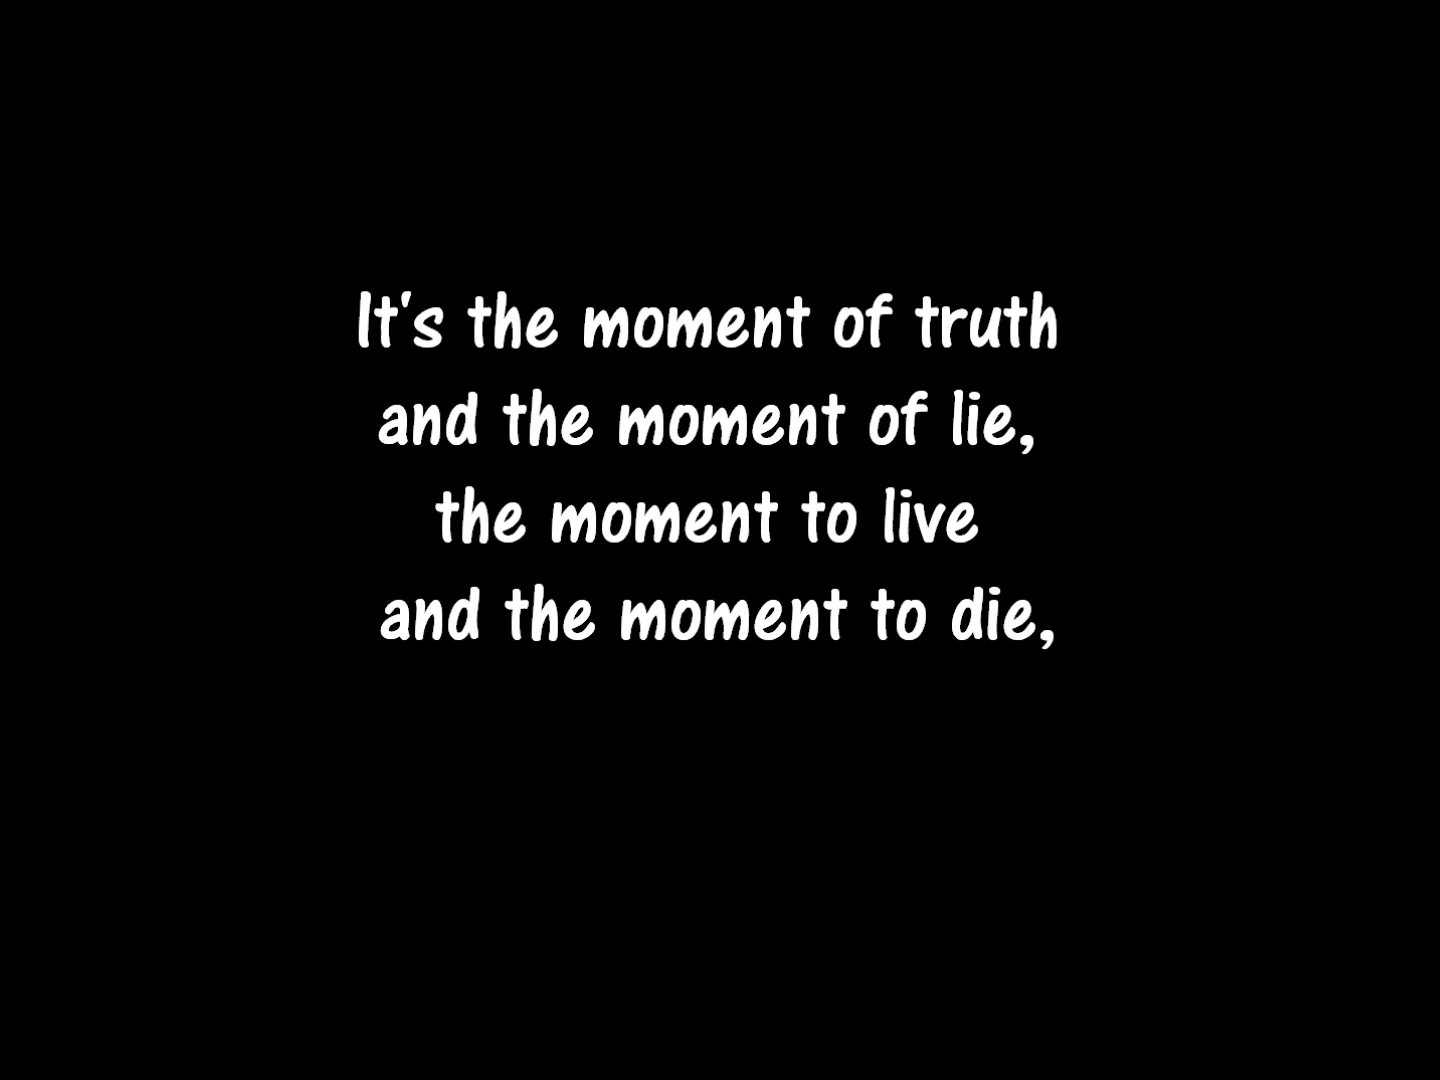 It's the moment of truth
and the moment of lie,
the moment to live
and the moment to die,